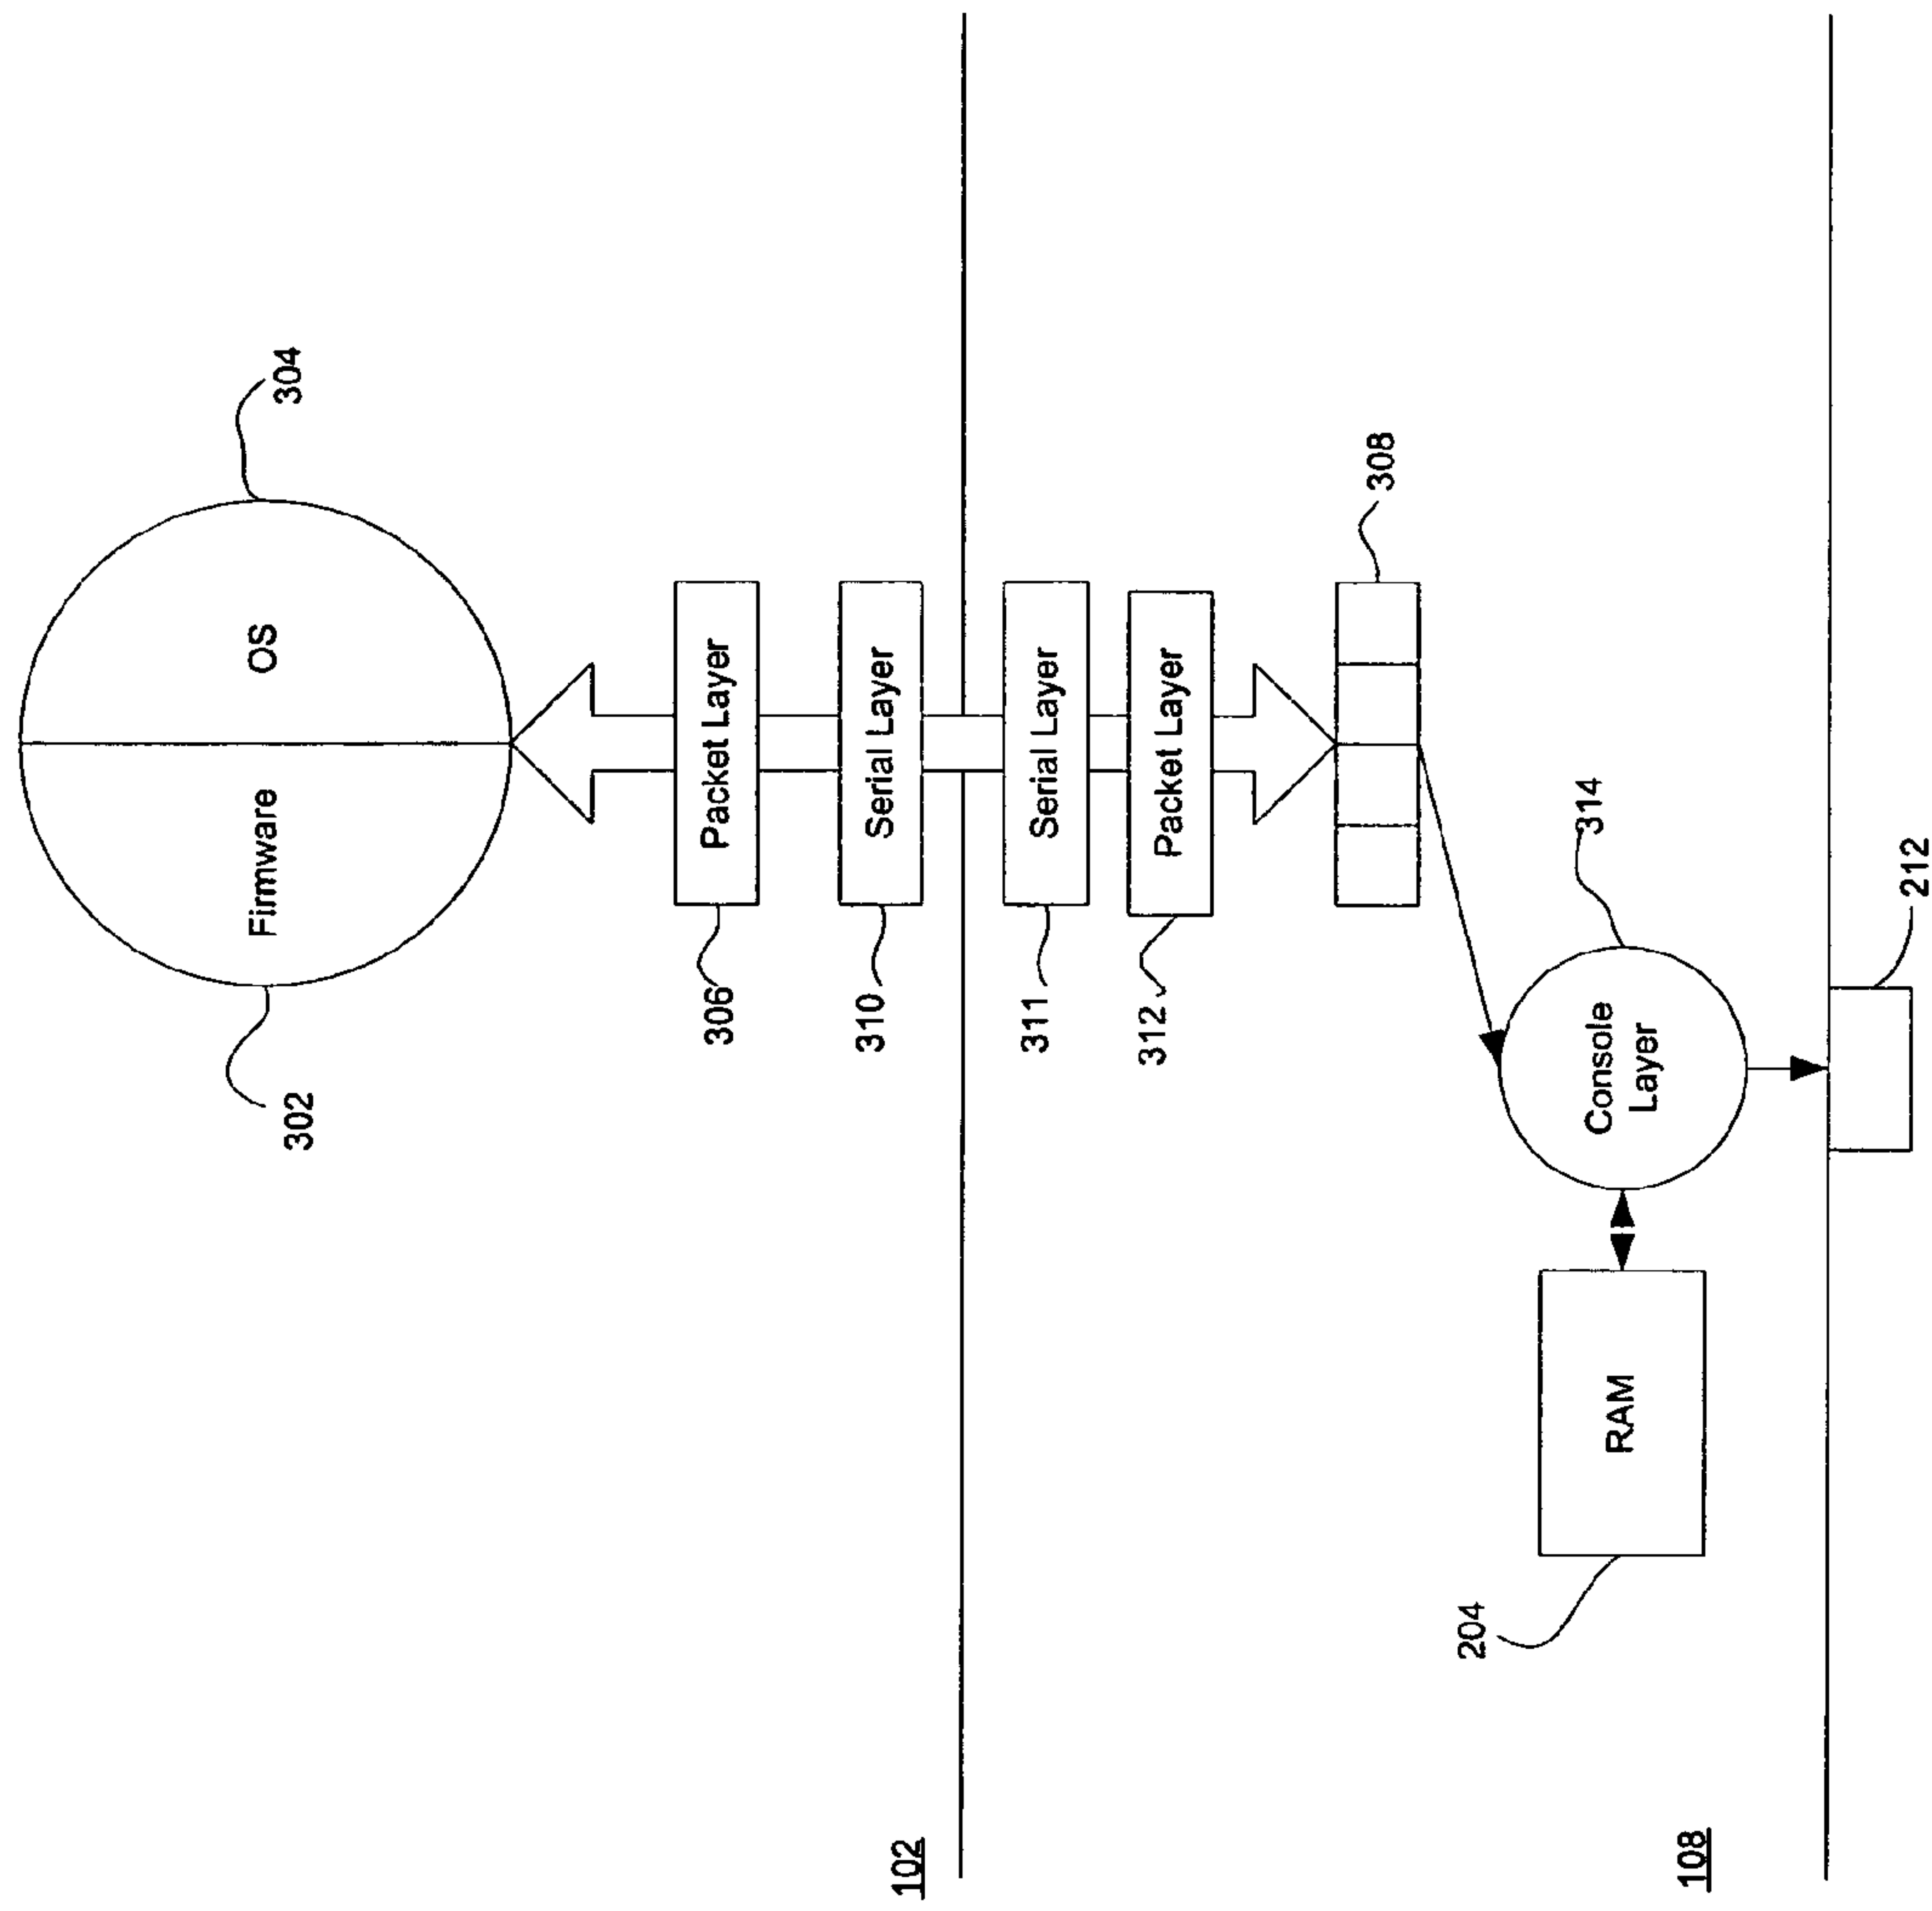 304
OS
Firmware
302
Packet Layer
306
Serial Layer
310
102
Serial Layer
311
Packet Layer
312
308
314
Console
Layer
RAM
204
108
212